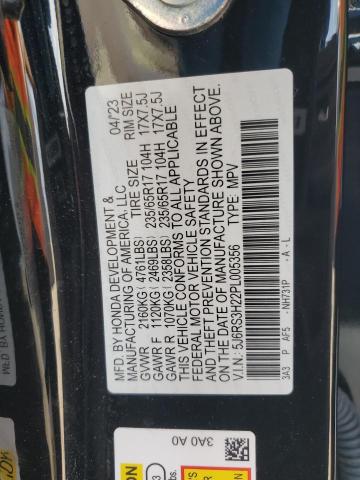 MFD. BY HONDA DEVELOPMENT & 04/23
MANUFACTURING OF AMERICA, LLC
TIRE SIZE RIM SIZE
GVWR 2160KG (4761LBS)
GAWR F 1120KG (2469LBS) 235/65R17 104H 17X7.5J
GAWR R 1070KG (2358LBS) 235/65R17 104H 17X7.5J
THIS VEHICLE CONFORMS TO ALL APPLICABLE
FEDERAL MOTOR VEHICLE SAFETY
AND THEFT PREVENTION STANDARDS IN EFFECT
ON THE DATE OF MANUFACTURE SHOWN ABOVE.
V.I.N.: 5J6RS3H22PL005356 TYPE: MPV
3A3 P AF5 - NH731P - A - L
3A0 A0